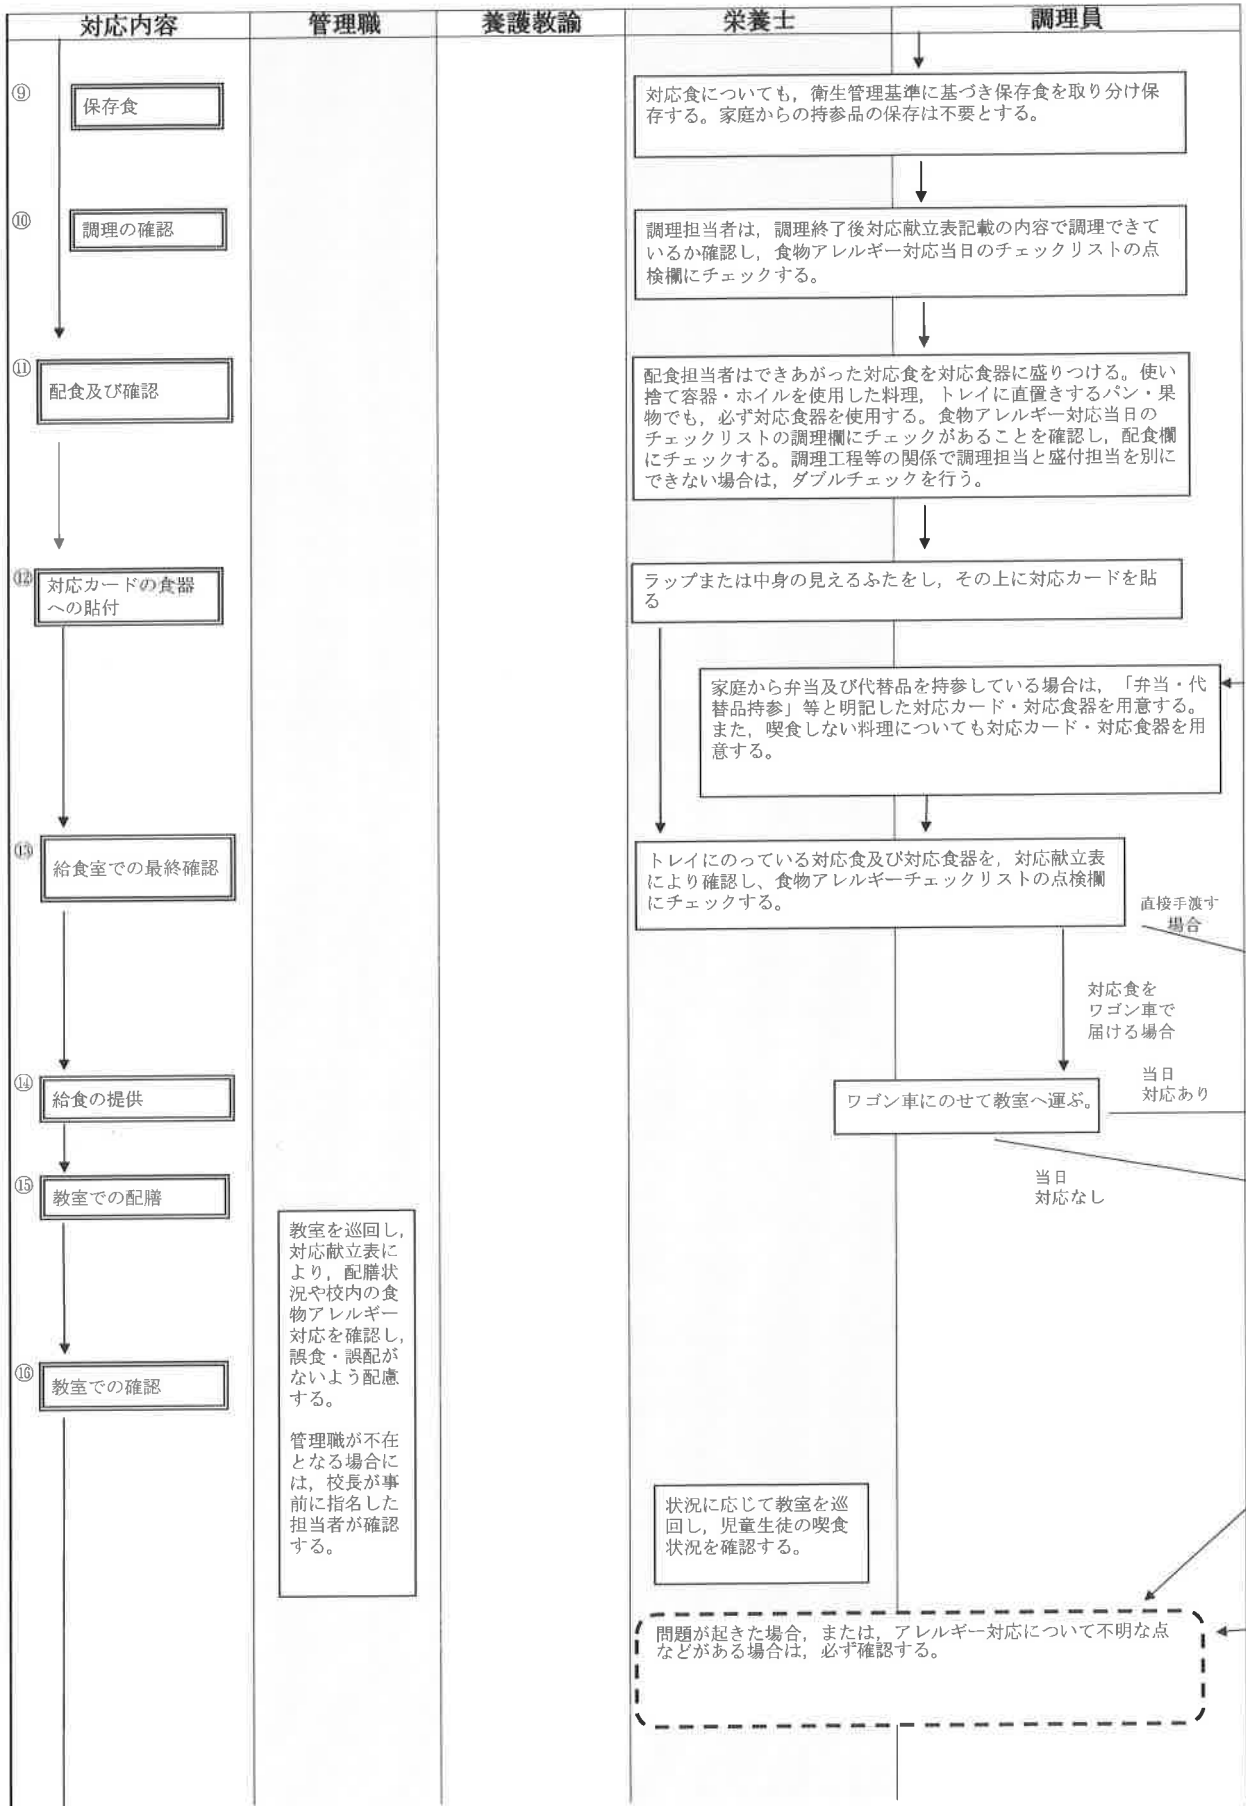 対応内容
管理職
養護教諭
栄養士
調理員
⑨
保存食
対応食についても，衛生管理基準に基づき保存食を取り分け保
存する。家庭からの持参品の保存は不要とする。
⑩
調理の確認
調理担当者は，調理終了後対応献立表記載の内容で調理できて
いるか確認し，食物アレルギー対応当日のチェックリストの点
検欄にチェックする。
⑪
配食及び確認
配食担当者はできあがった対応食を対応食器に盛りつける。使い
捨て容器・ホイルを使用した料理，トレイに直置きするパン・果
物でも，必ず対応食器を使用する。食物アレルギー対応当日の
チェックリストの調理欄にチェックがあることを確認し，配食欄
にチェックする。調理工程等の関係で調理担当と盛付担当を別に
できない場合は，ダブルチェックを行う。
⑫
対応カードの食器
への貼付
ラップまたは中身の見えるふたをし，その上に対応カードを貼
る
家庭から弁当及び代替品を持参している場合は，「弁当・代
替品持参」等と明記した対応カード・対応食器を用意する。
また，喫食しない料理についても対応カード・対応食器を用
意する。
⑬
給食室での最終確認
トレイにのっている対応食及び対応食器を，対応献立表
により確認し、食物アレルギーチェックリストの点検欄
にチェックする。
直接手渡す
場合
対応食を
ワゴン車で
届ける場合
⑭
給食の提供
ワゴン車にのせて教室へ運ぶ。
当日
対応あり
当日
対応なし
⑮
教室での配膳
教室を巡回し，
対応献立表に
より，配膳状
況や校内の食
物アレルギー
対応を確認し，
誤食・誤配が
ないよう配慮
する。
管理職が不在
となる場合に
は，校長が事
前に指名した
担当者が確認
する。
⑯
教室での確認
状況に応じて教室を巡
回し，児童生徒の喫食
状況を確認する。
問題が起きた場合，または，アレルギー対応について不明な点
などがある場合は，必ず確認する。